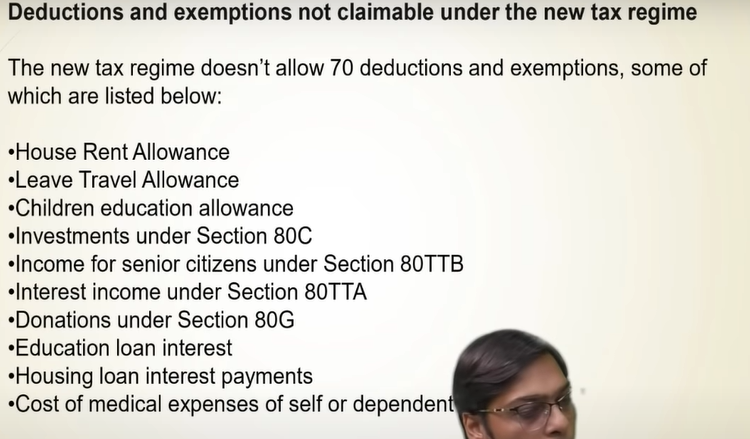 Deductions and exemptions not claimable under the new tax regime
The new tax regime doesn't allow 70 deductions and exemptions, some of
which are listed below:
•House Rent Allowance
•Leave Travel Allowance
•Children education allowance
•Investments under Section 80C
•Income for senior citizens under Section 80TTB
•Interest income under Section 80TTA
•Donations under Section 80G
•Education loan interest
•Housing loan interest payments
•Cost of medical expenses of self or dependent